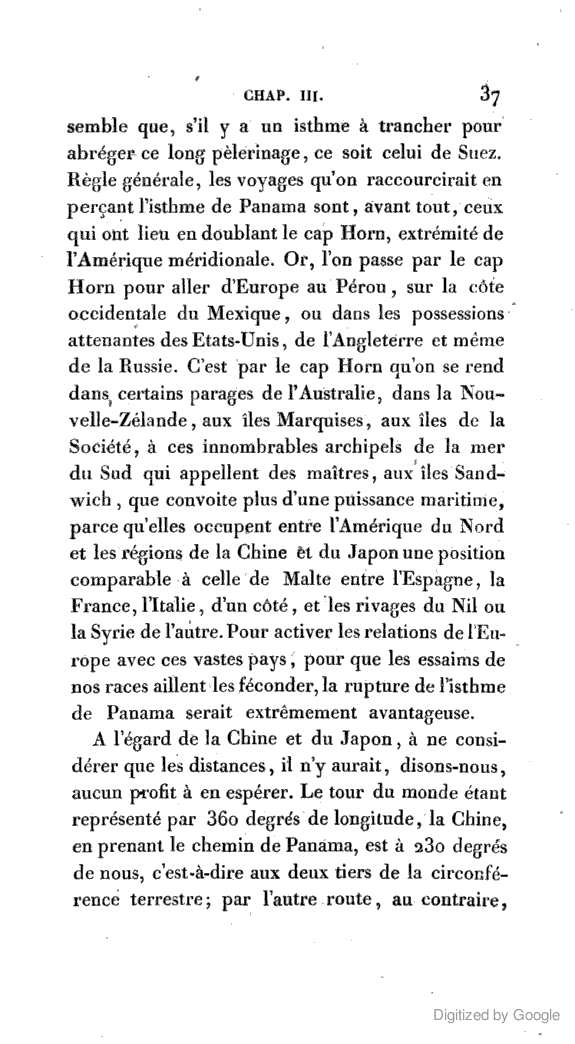 CHAP. III. 37
semble que, s'il y a un isthme à trancher pour
abréger ce long pèlerinage, ce soit celui de Suez.
Règle générale, les voyages qu'on raccourcirait en
perçant l'isthme de Panama sont, avant tout, ceux
qui ont lieu en doublant le cap Horn, extrémité de
l'Amérique méridionale. Or, l'on passe par le cap
Horn pour aller d'Europe au Pérou, sur la côte
occidentale du Mexique, ou dans les possessions
attenantes des Etats-Unis, de l'Angleterre et même
de la Russie. C'est par le cap Horn qu'on se rend
dans certains parages de l'Australie, dans la Nou-
velle-Zélande, aux îles Marquises, aux îles de la
Société, à ces innombrables archipels de la mer
du Sud qui appellent des maîtres, aux îles Sand-
wich, que convoite plus d'une puissance maritime,
parce qu'elles occupent entre l'Amérique du Nord
et les régions de la Chine et du Japon une position
comparable à celle de Malte entre l'Espagne, la
France, l'Italie, d'un côté, et les rivages du Nil ou
la Syrie de l'autre. Pour activer les relations de l'Eu-
rope avec ces vastes pays, pour que les essaims de
nos races aillent les féconder, la rupture de l'isthme
de Panama serait extrêmement avantageuse.
A l'égard de la Chine et du Japon, à ne consi-
dérer que les distances, il n'y aurait, disons-nous,
aucun profit à en espérer. Le tour du monde étant
représenté par 360 degrés de longitude, la Chine,
en prenant le chemin de Panama, est à 230 degrés
de nous, c'est-à-dire aux deux tiers de la circonfé-
rence terrestre; par l'autre route, au contraire,
Digitized by Google